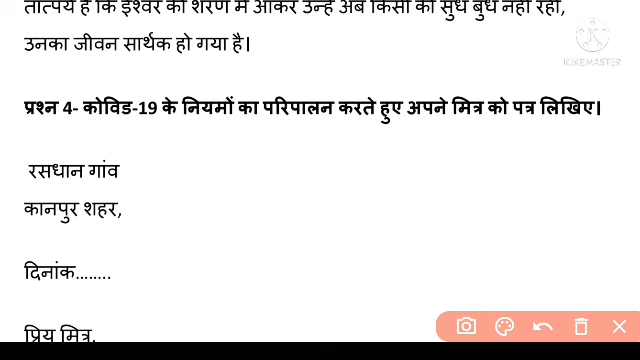 तात्पर्य है कि ईश्वर की शरण में आकर उन्हें अब किसी की सुध बुध नहीं रही,
उनका जीवन सार्थक हो गया है।
प्रश्न 4- कोविड-19 के नियमों का परिपालन करते हुए अपने मित्र को पत्र लिखिए।
रसधान गांव
कानपुर शहर,
दिनांक........
प्रिय मित्र,
KINEMASTER